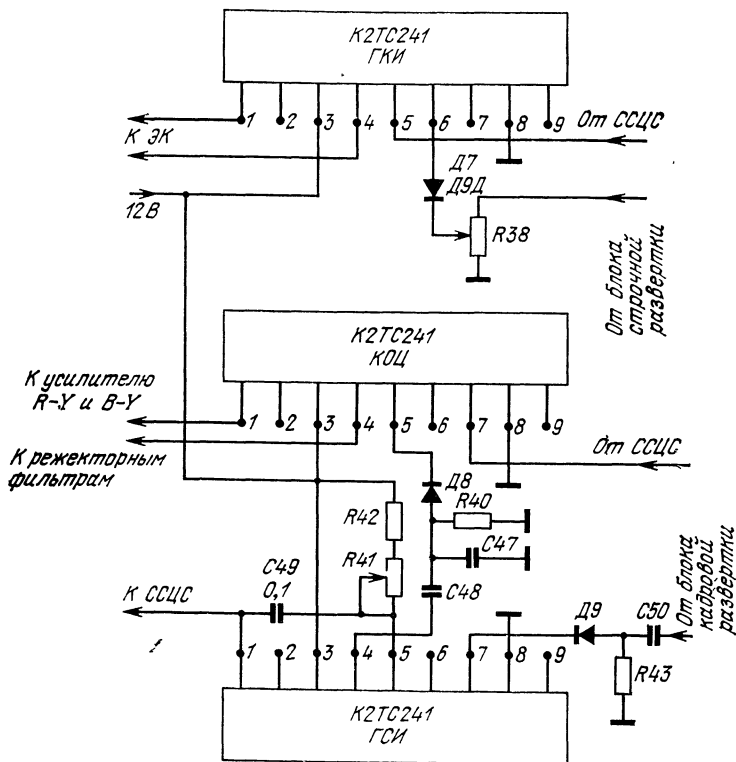 К2ТС241
ГКИ
1 2 3 4 5 6 7 8 9
К ЭК
От ССЦС
Д7
Д9Д
12В
R38
От блока
строчной
развертки
К2ТС241
КОЦ
К усилителю
R-Y и B-Y
1 2 3 4 5 6 7 8 9
К режекторным
фильтрам
От ССЦС
Д8
R42
R40
R41
C47
C49
0,1
C48
К ССЦС
Д9
C50
От блока
кадровой
развертки
R43
1 2 3 4 5 6 7 8 9
К2ТС241
ГСИ